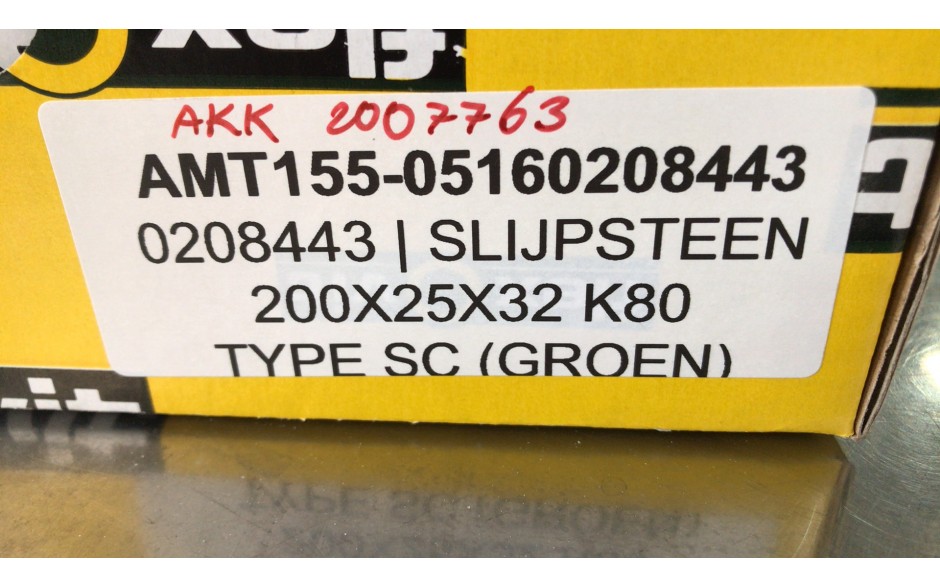 AKK 2007763
AMT155-05160208443
0208443 | SLIJPSTEEN
200X25X32 K80
TYPE SC (GROEN)